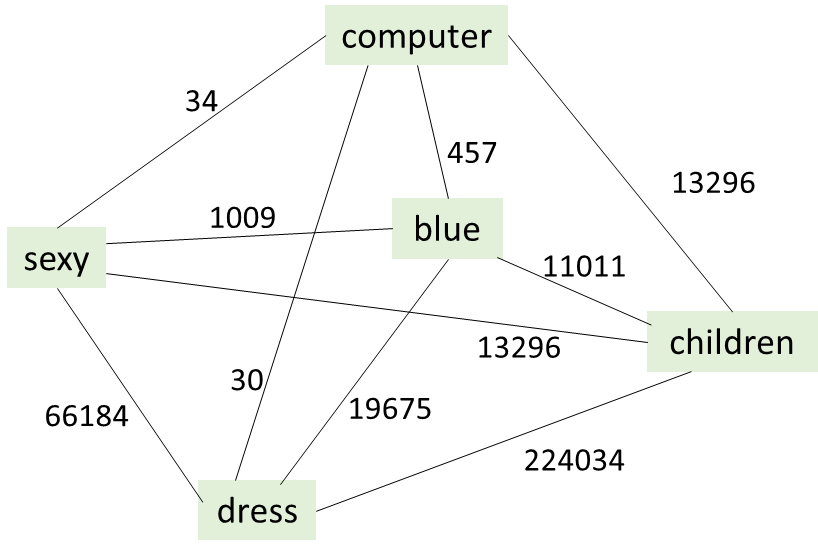 computer
34
457
13296
1009
blue
sexy
11011
children
13296
30
19675
66184
224034
dress